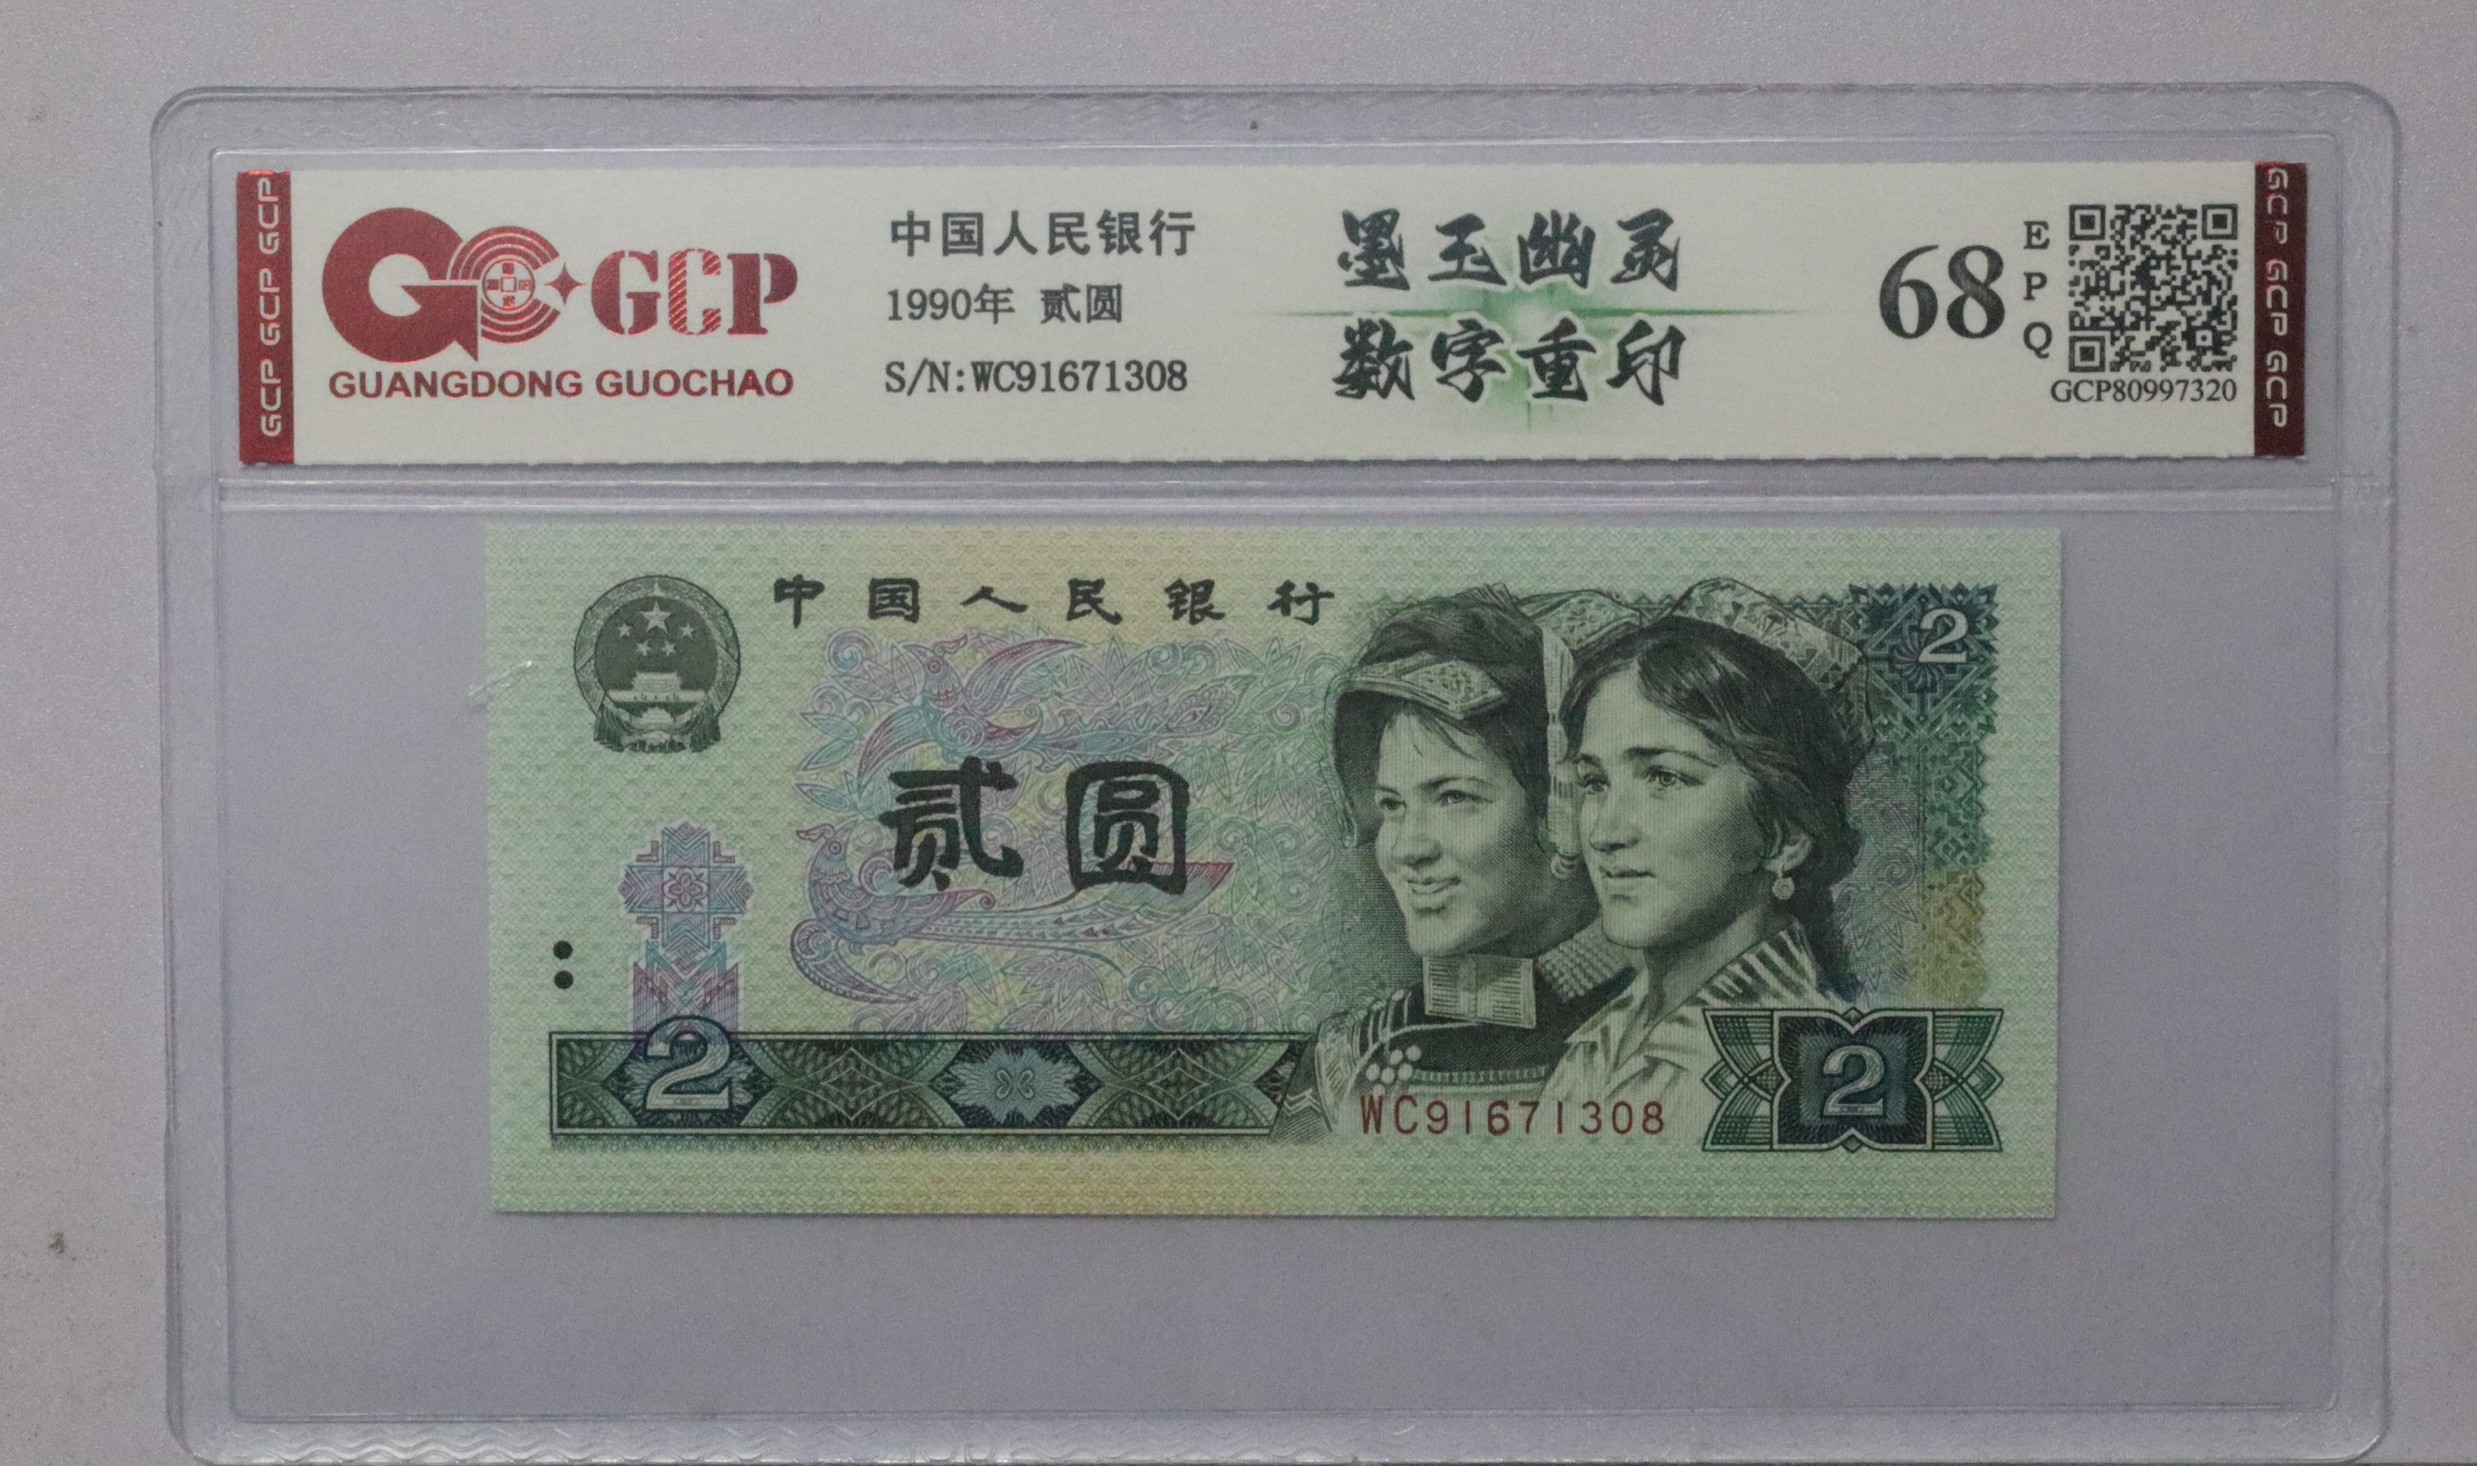 GCP GCP GCP
GCP
GUANGDONG GUOCHAO
中国人民银行
1990年 贰圆
S/N:WC91671308
墨玉幽灵
数字重印
68
E
P
Q
GCP80997320
GCP GCP GCP
中国人民银行
2
贰圆
2
WC91671308
2